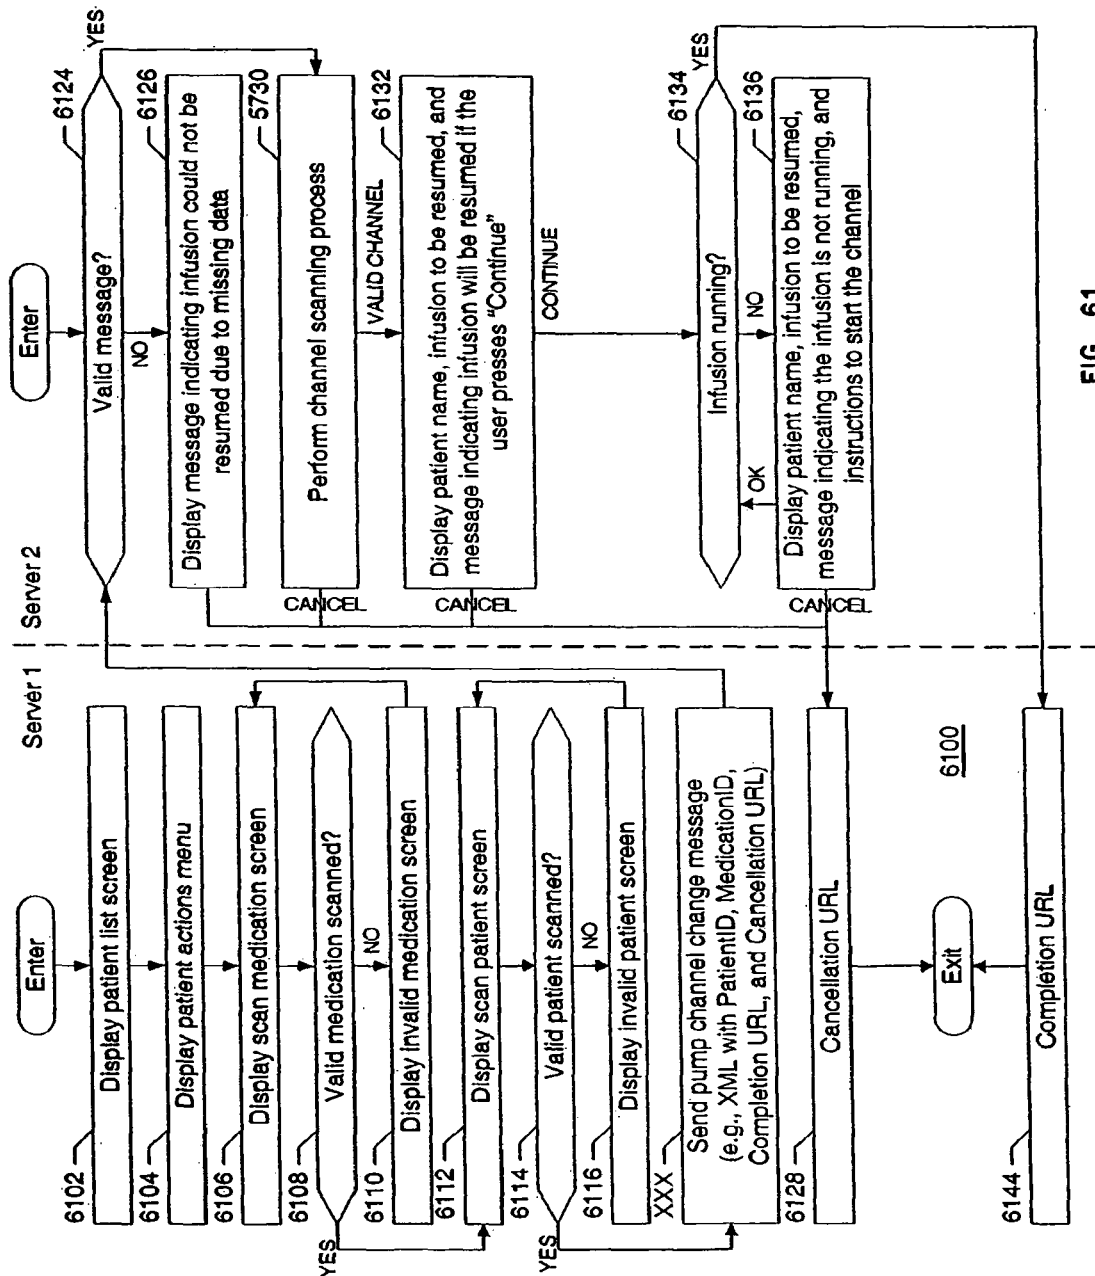 Server 1
Enter
6102
Display patient list screen
6104
Display patient actions menu
6106
Display scan medication screen
6108
Valid medication scanned?
YES
NO
6110
Display invalid medication screen
6112
Display scan patient screen
6114
Valid patient scanned?
YES
NO
6116
Display invalid patient screen
XXX
Send pump channel change message
(e.g., XML with PatientID, MedicationID,
Completion URL, and Cancellation URL)
6128
Cancellation URL
Exit
6100
6144
Completion URL
Server 2
Enter
6124
Valid message?
YES
NO
6126
Display message indicating infusion could not be
resumed due to missing data
5730
Perform channel scanning process
CANCEL
VALID CHANNEL
6132
Display patient name, infusion to be resumed, and
message indicating infusion will be resumed if the
user presses “Continue”
CANCEL
CONTINUE
6134
Infusion running?
YES
OK
NO
6136
Display patient name, infusion to be resumed,
message indicating the infusion is not running, and
instructions to start the channel
CANCEL
FIG. 61